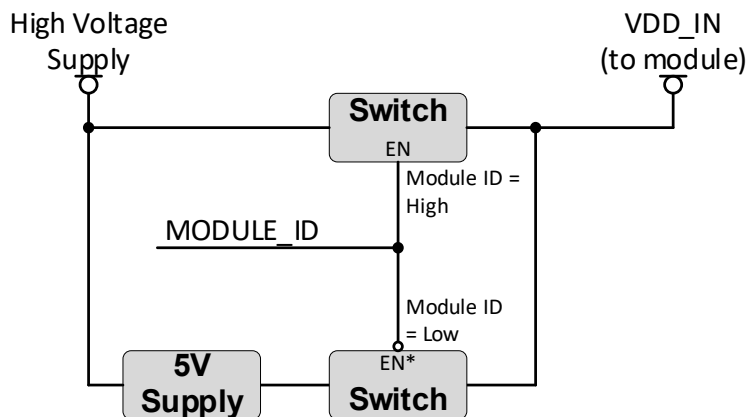 High Voltage
Supply
VDD_IN
(to module)
Switch
EN
Module ID =
High
MODULE_ID
Module ID
= Low
5V
Supply
EN*
Switch